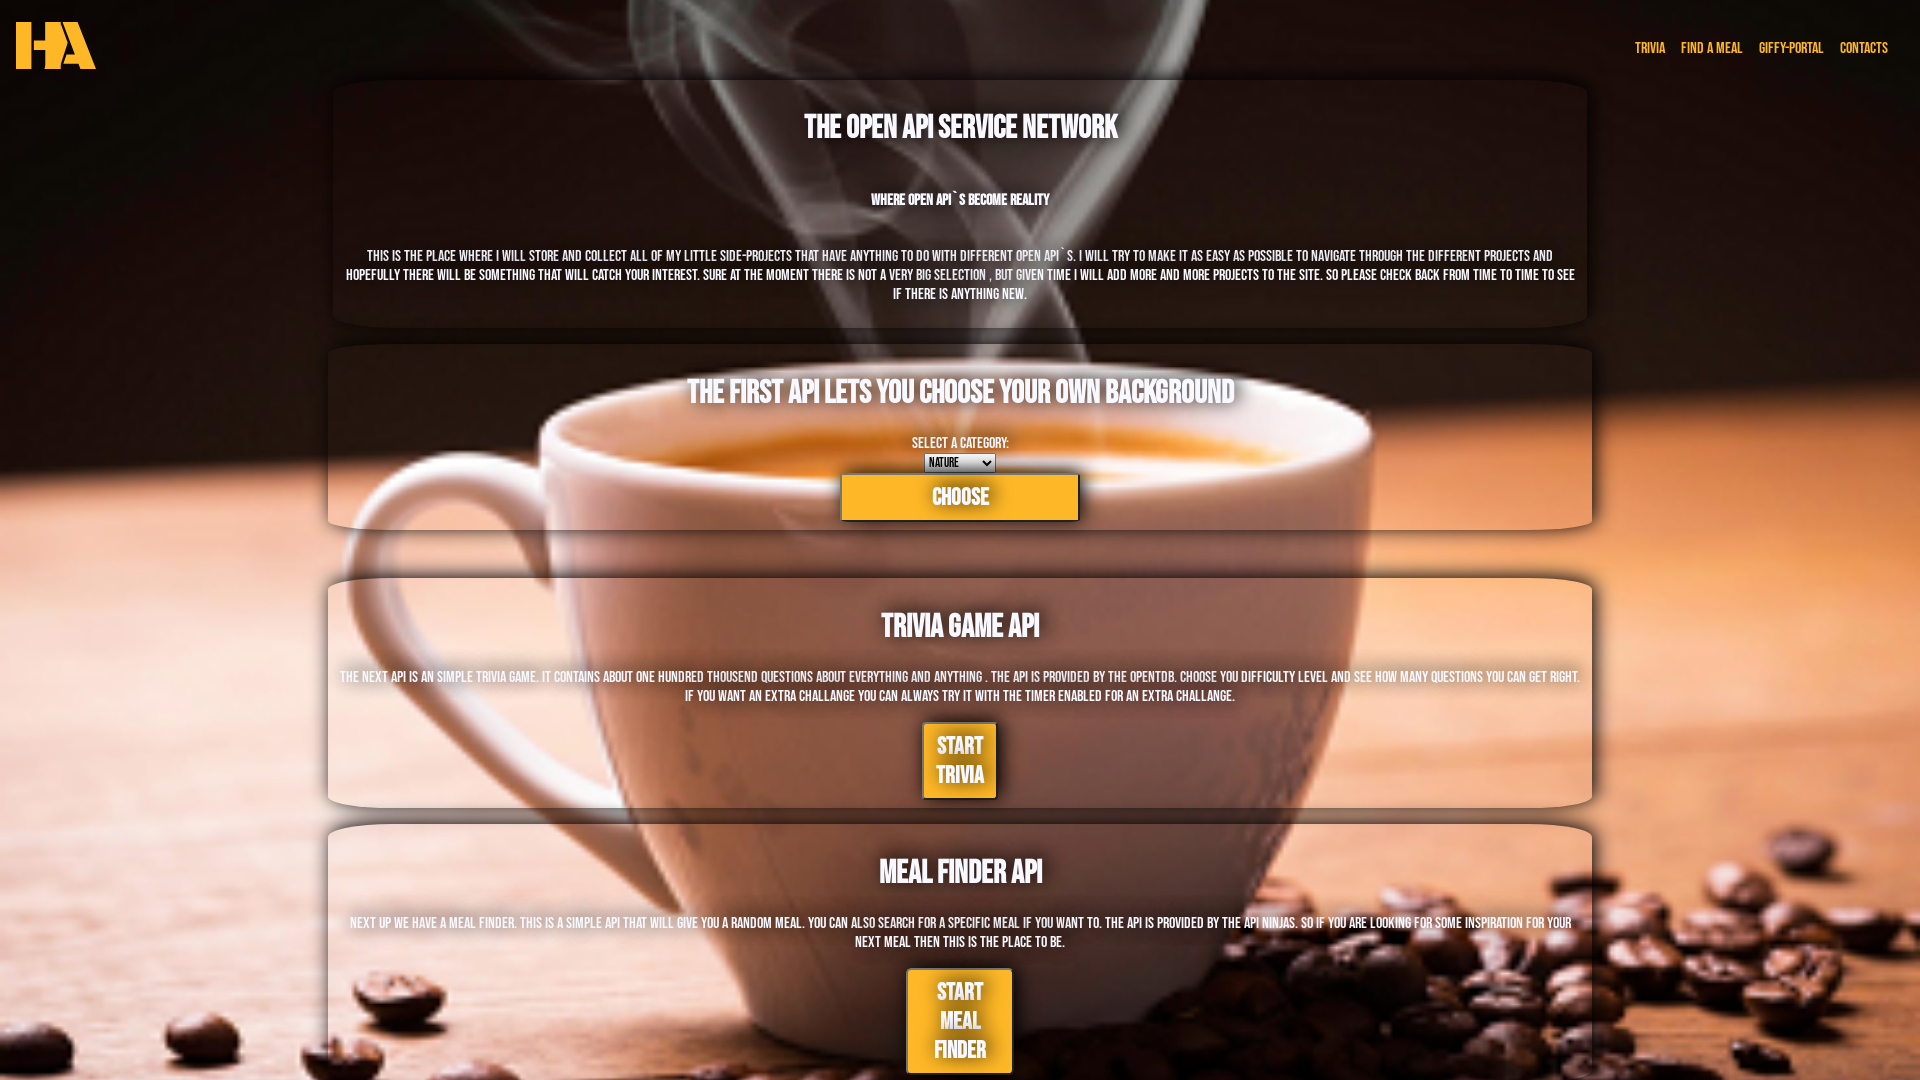 HA
TRIVIA FIND A MEAL GIFFY-PORTAL CONTACTS
THE OPEN API SERVICE NETWORK
WHERE OPEN API`S BECOME REALITY
THIS IS THE PLACE WHERE I WILL STORE AND COLLECT ALL OF MY LITTLE SIDE-PROJECTS THAT HAVE ANYTHING TO DO WITH DIFFERENT OPEN API`S. I WILL TRY TO MAKE IT AS EASY AS POSSIBLE TO NAVIGATE THROUGH THE DIFFERENT PROJECTS AND
HOPEFULLY THERE WILL BE SOMETHING THAT WILL CATCH YOUR INTEREST. SURE AT THE MOMENT THERE IS NOT A VERY BIG SELECTION , BUT GIVEN TIME I WILL ADD MORE AND MORE PROJECTS TO THE SITE. SO PLEASE CHECK BACK FROM TIME TO TIME TO SEE
IF THERE IS ANYTHING NEW.
THE FIRST API LETS YOU CHOOSE YOUR OWN BACKGROUND
SELECT A CATEGORY:
NATURE
CHOOSE
TRIVIA GAME API
THE NEXT API IS AN SIMPLE TRIVIA GAME. IT CONTAINS ABOUT ONE HUNDRED THOUSEND QUESTIONS ABOUT EVERYTHING AND ANYTHING . THE API IS PROVIDED BY THE OPENTDB. CHOOSE YOU DIFFICULTY LEVEL AND SEE HOW MANY QUESTIONS YOU CAN GET RIGHT.
IF YOU WANT AN EXTRA CHALLANGE YOU CAN ALWAYS TRY IT WITH THE TIMER ENABLED FOR AN EXTRA CHALLANGE.
START
TRIVIA
MEAL FINDER API
NEXT UP WE HAVE A MEAL FINDER. THIS IS A SIMPLE API THAT WILL GIVE YOU A RANDOM MEAL. YOU CAN ALSO SEARCH FOR A SPECIFIC MEAL IF YOU WANT TO. THE API IS PROVIDED BY THE API NINJAS. SO IF YOU ARE LOOKING FOR SOME INSPIRATION FOR YOUR
NEXT MEAL THEN THIS IS THE PLACE TO BE.
START
MEAL
FINDER